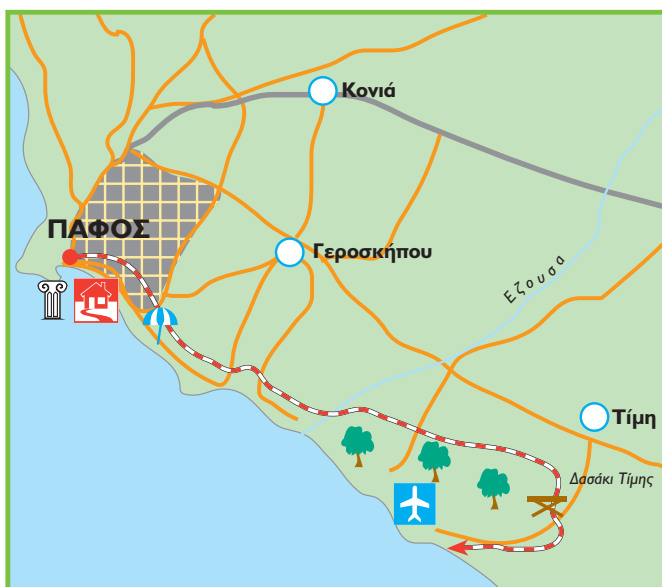 Κονιά
ΠΑΦΟΣ
Γεροσκήπου
Εζουσα
Τίμη
Δασάκι Τίμης